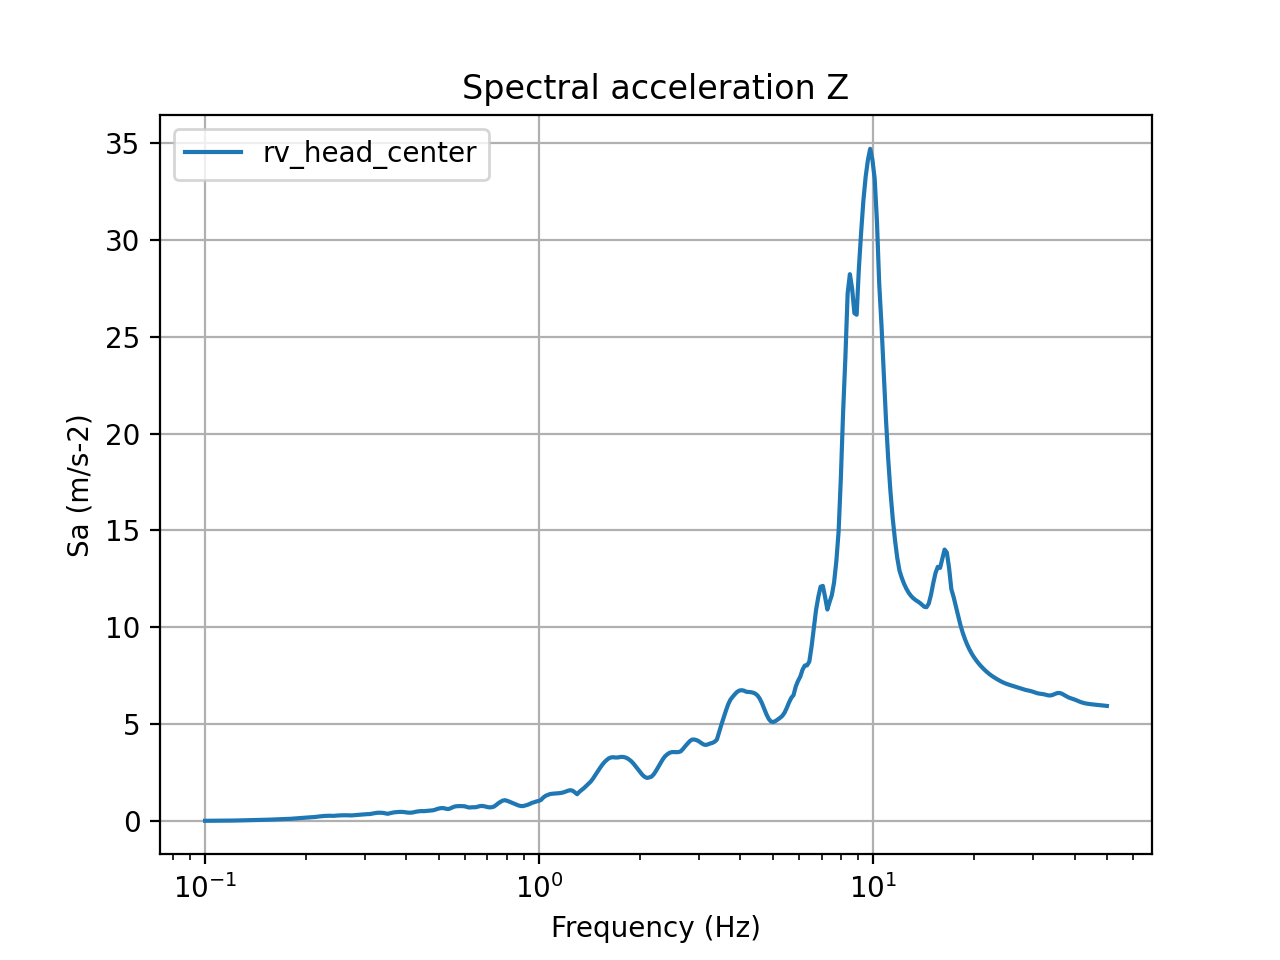 Spectral acceleration Z
rv_head_center
35
30
25
20
15
10
5
0
Sa (m/s-2)
10⁻¹ 10⁰ 10¹
Frequency (Hz)